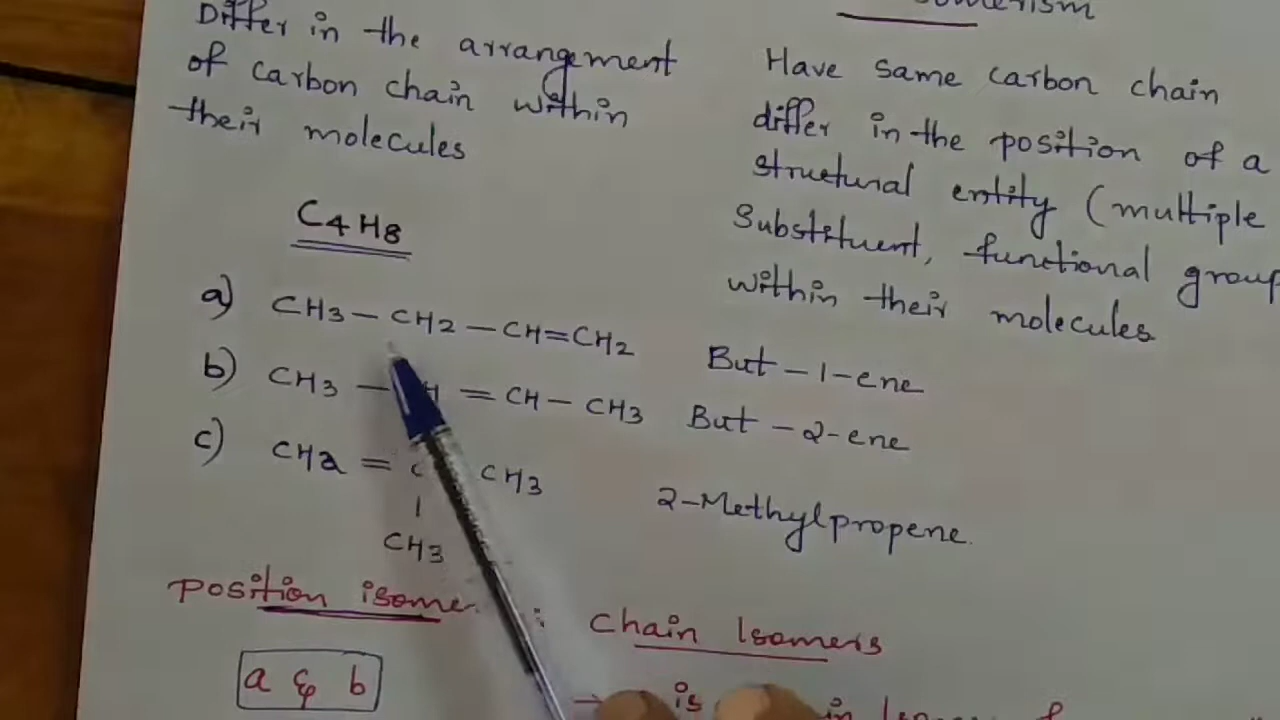 Differ in the arrangement
of carbon chain within
their molecules
Have same carbon chain
differ in the position of a
structural entity (multiple
Substituent, functional group
within their molecules
C4H8
a) CH3 – CH2 – CH=CH2 But-1-ene
b) CH3 – H = CH – CH3 But-2-ene
c) CH2 = C CH3 2-Methylpropene
|
CH3
Position isomer : Chain Isomers
a & b
→ is in